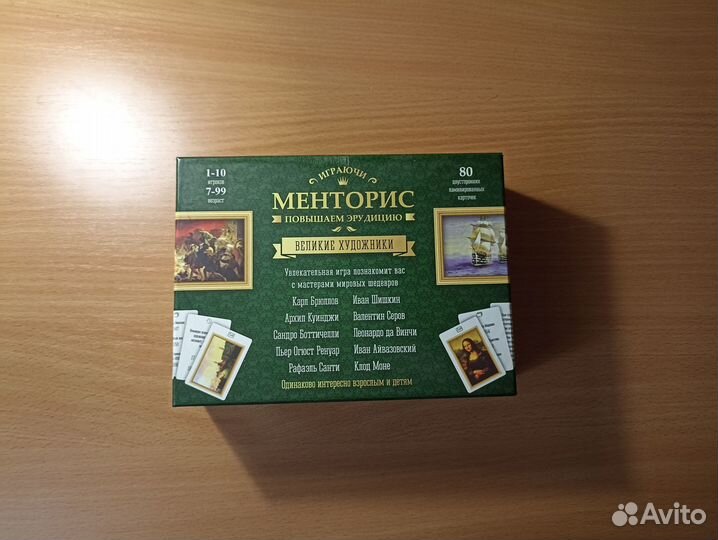 1-10
игроков
7-99
возраст
ИГРАЮЧИ
МЕНТОРИС
ПОВЫШАЕМ ЭРУДИЦИЮ
ВЕЛИКИЕ ХУДОЖНИКИ
80
двусторонних
ламинированных
карточек
Увлекательная игра познакомит вас
с мастерами мировых шедевров
Карл Брюллов Иван Шишкин
Архип Куинджи Валентин Серов
Сандро Боттичелли Леонардо да Винчи
Пьер Огюст Ренуар Иван Айвазовский
Рафаэль Санти Клод Моне
Одинаково интересно взрослым и детям
Avito